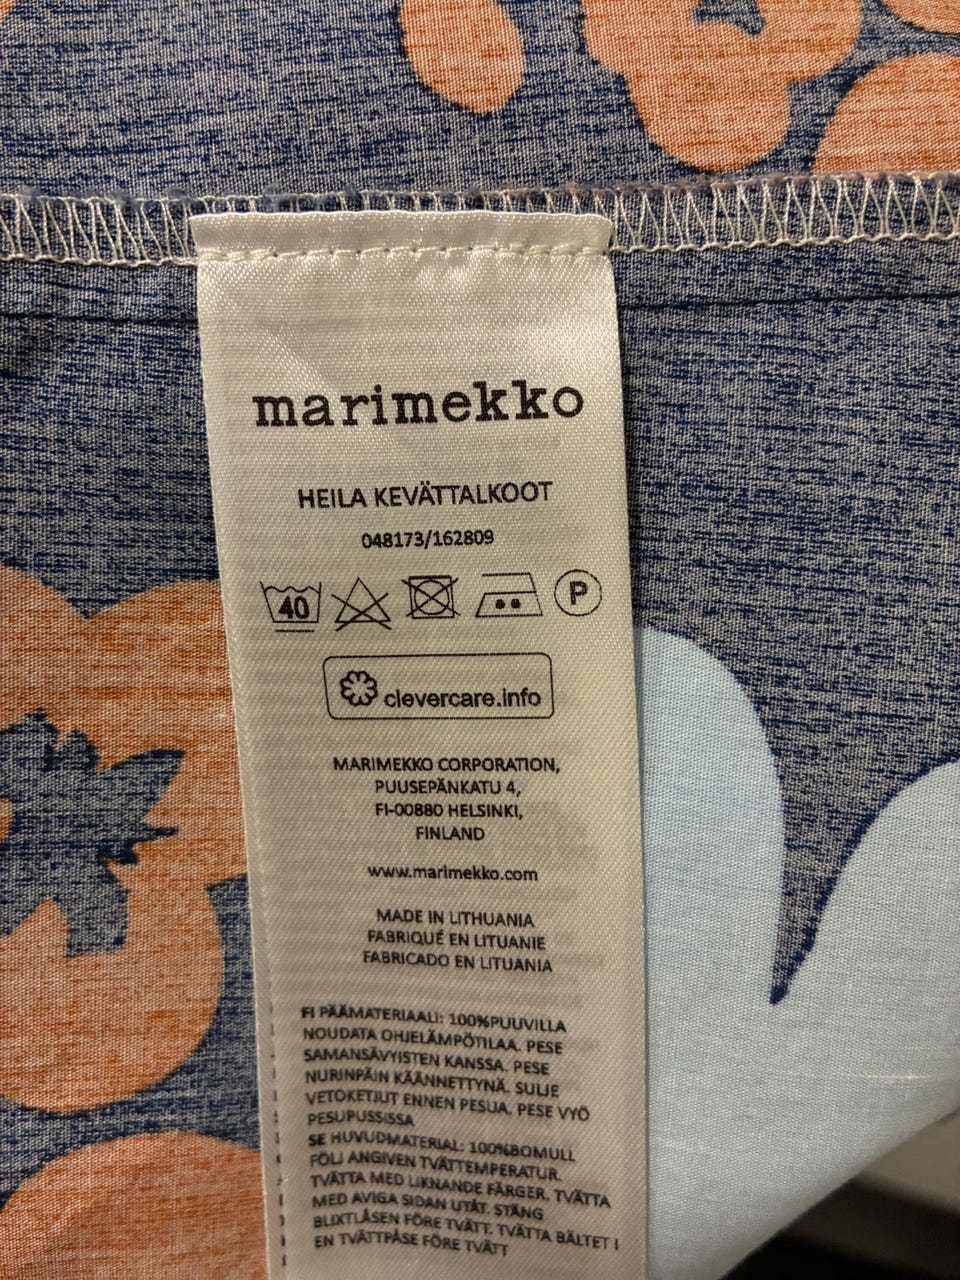 marimekko
HEILA KEVÄTTALKOOT
048173/162809
40
P
clevercare.info
MARIMEKKO CORPORATION,
PUUSEPÄNKATU 4,
FI-00880 HELSINKI,
FINLAND
www.marimekko.com
MADE IN LITHUANIA
FABRIQUÉ EN LITUANIE
FABRICADO EN LITUANIA
FI PÄÄMATERIAALI: 100%PUUVILLA
NOUDATA OHJELÄMPÖTILAA. PESE
SAMANSÄVYISTEN KANSSA. PESE
NURINPÄIN KÄÄNNETTYNÄ. SULJE
VETOKETJUT ENNEN PESUA. PESE VYÖ
PESUPUSSISSA
SE HUVUDMATERIAL: 100%BOMULL
FÖLJ ANGIVEN TVÄTTEMPERATUR.
TVÄTTA MED LIKNANDE FÄRGER. TVÄTTA
MED AVIGA SIDAN UTÅT. STÄNG
BLIXTLÅSEN FÖRE TVÄTT. TVÄTTA BÄLTET I
EN TVÄTTPÅSE FÖRE TVÄTT